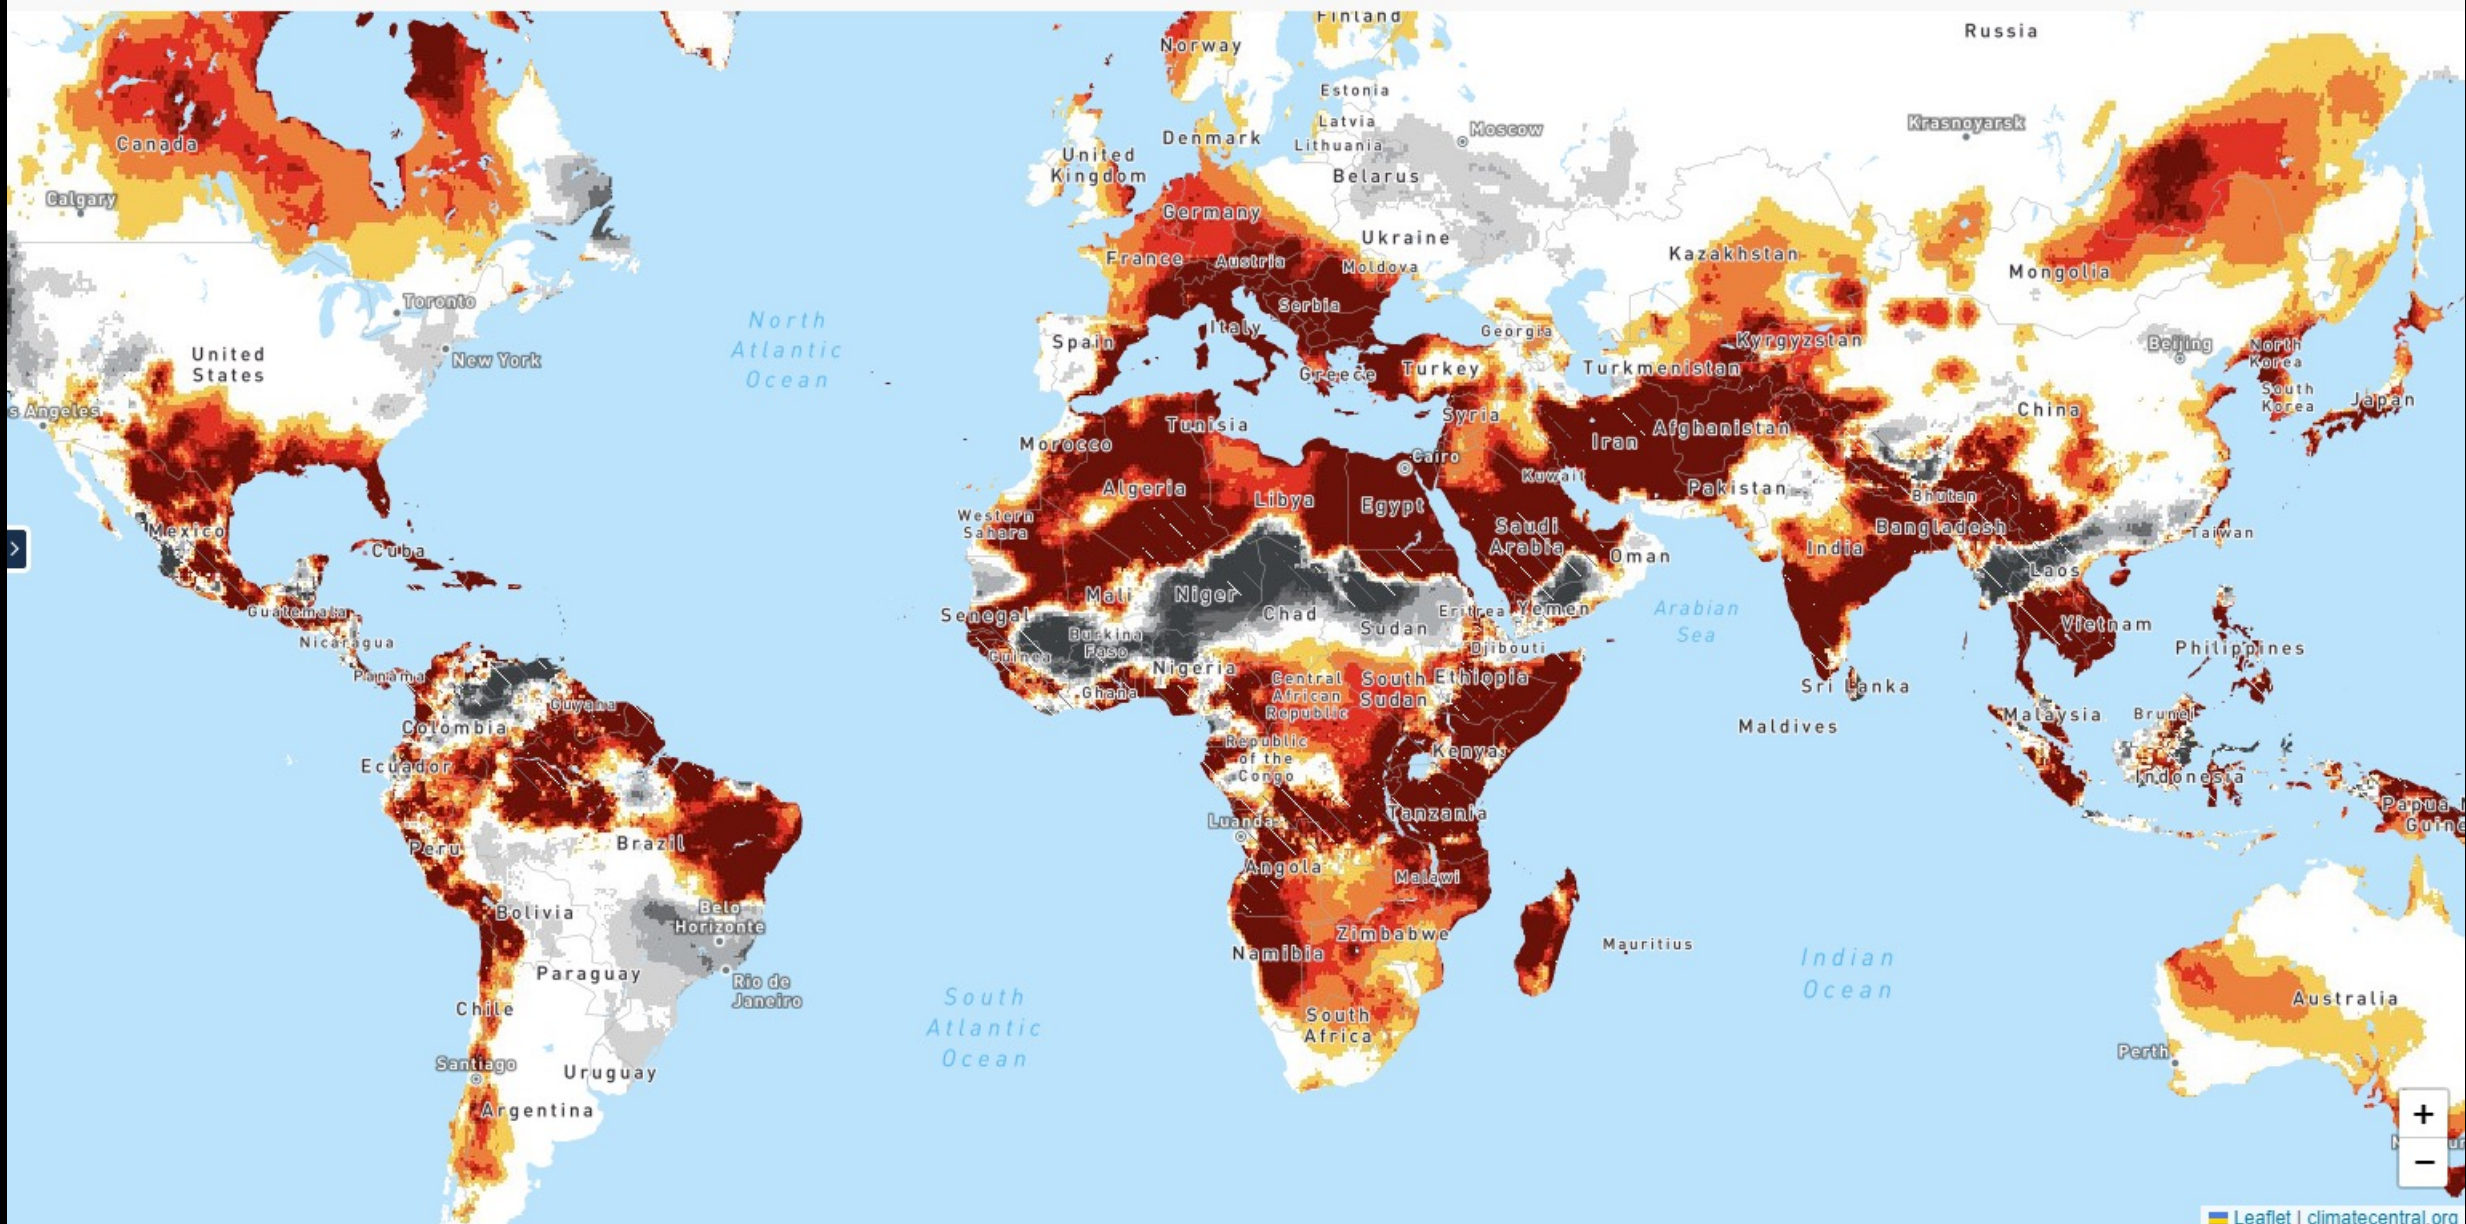 Finland
Norway
Russia
Estonia
Latvia
Lithuania
Moscow
Krasnoyarsk
Denmark
Canada
United
Kingdom
Belarus
Calgary
Germany
Ukraine
Kazakhstan
France
Austria
Moldova
Mongolia
Toronto
Serbia
North
Atlantic
Ocean
Italy
Spain
Georgia
Kyrgyzstan
Beijing
North
Korea
United
States
New York
Greece
Turkey
Turkmenistan
South
Korea
Japan
s Angeles
Syria
China
Tunisia
Morocco
Iran
Afghanistan
Cairo
Kuwait
Algeria
Libya
Egypt
Pakistan
Bhutan
Western
Sahara
Mexico
Saudi
Arabia
Bangladesh
Taiwan
Cuba
India
Oman
Laos
Mali
Niger
Guatemala
Senegal
Chad
Eritrea
Yemen
Arabian
Sea
Sudan
Vietnam
Nicaragua
Burkina
Faso
Guinea
Djibouti
Philippines
Panama
Nigeria
Ghana
Central
African
Republic
South
Sudan
Ethiopia
Sri Lanka
Guyana
Colombia
Malaysia
Brunei
Maldives
Republic
of the
Congo
Kenya
Ecuador
Indonesia
Papua N
Guine
Luanda
Tanzania
Peru
Brazil
Angola
Malawi
Bolivia
Belo
Horizonte
Zimbabwe
Mauritius
Namibia
Indian
Ocean
Paraguay
Rio de
Janeiro
South
Atlantic
Ocean
Australia
Chile
South
Africa
Perth
Santiago
Uruguay
Argentina
+
−
Leaflet | climatecentral.org